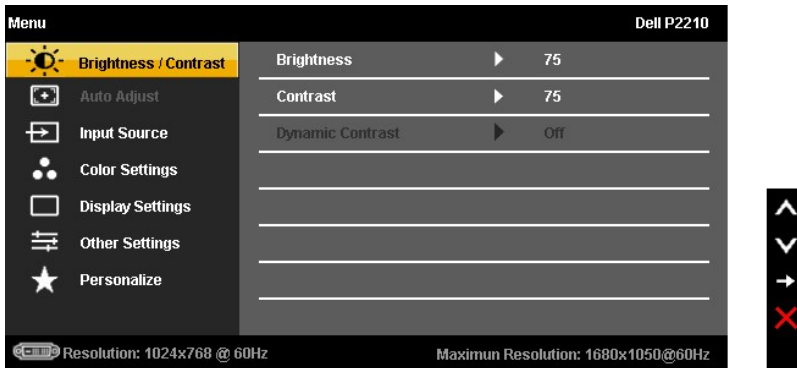 Menu Dell P2210
Brightness / Contrast Brightness 75
Auto Adjust Contrast 75
Input Source Dynamic Contrast Off
Color Settings
Display Settings
Other Settings
Personalize
Resolution: 1024x768 @ 60Hz Maximun Resolution: 1680x1050@60Hz